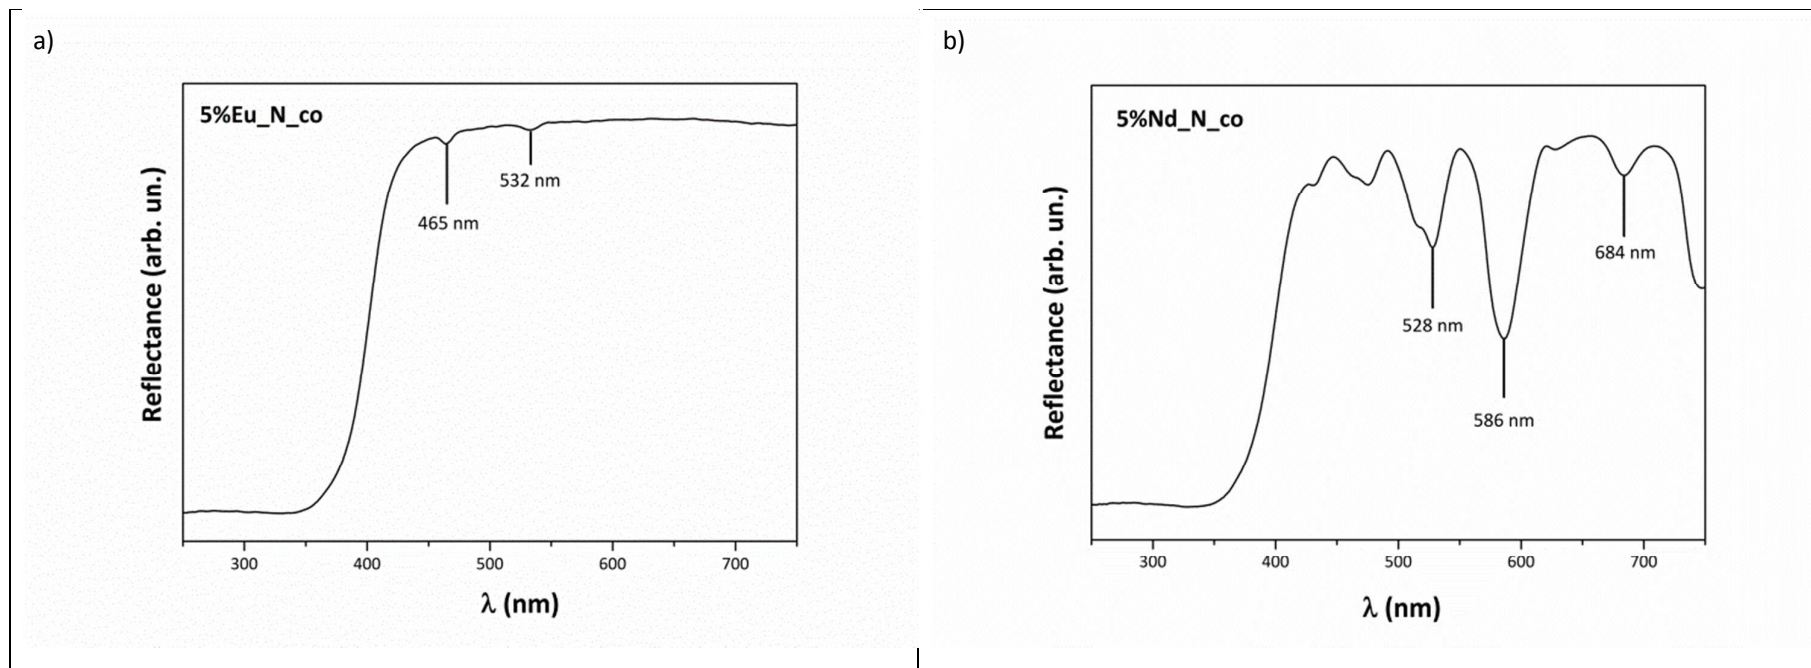 a)
5%Eu_N_co
465 nm
532 nm
Reflectance (arb. un.)
300 400 500 600 700
λ (nm)
b)
5%Nd_N_co
528 nm
586 nm
684 nm
Reflectance (arb. un.)
300 400 500 600 700
λ (nm)